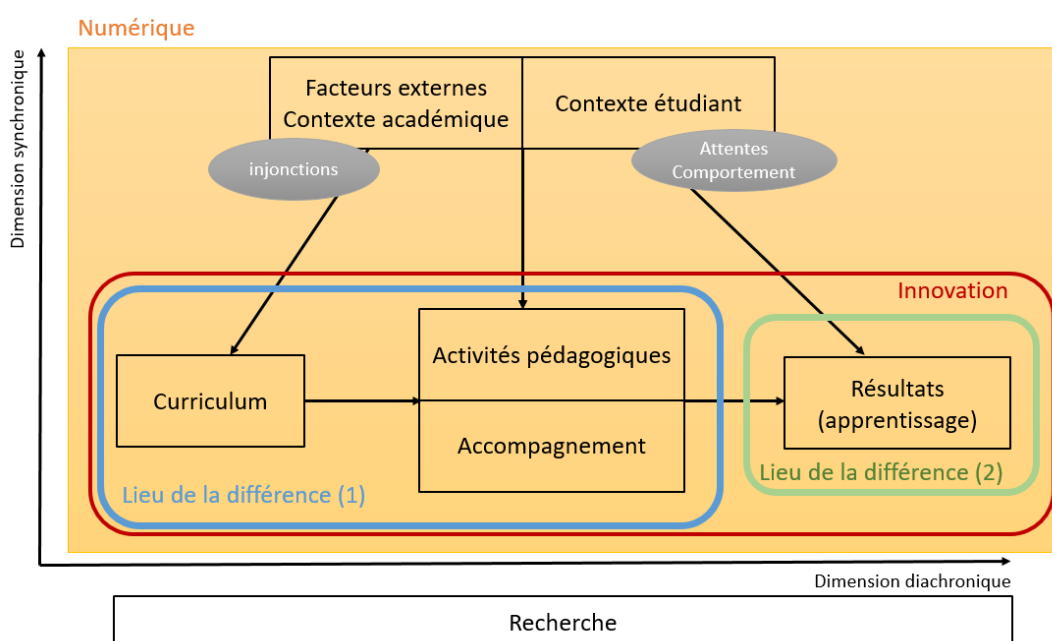 Numérique
Dimension synchronique
Facteurs externes
Contexte académique
Contexte étudiant
injonctions
Attentes
Comportement
Innovation
Activités pédagogiques
Curriculum
Résultats
(apprentissage)
Accompagnement
Lieu de la différence (1)
Lieu de la différence (2)
Dimension diachronique
Recherche